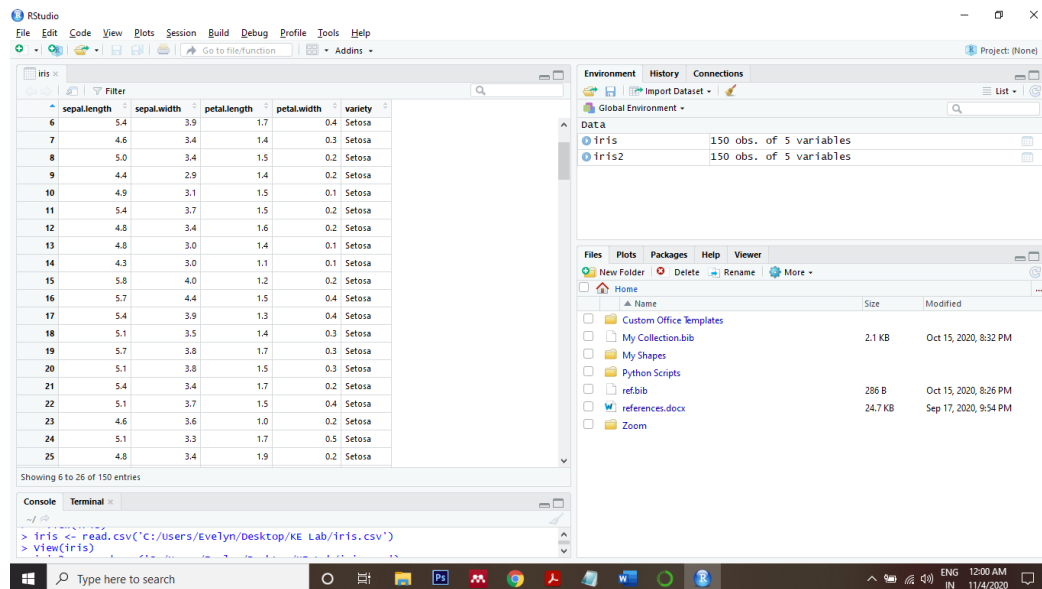 RStudio
File Edit Code View Plots Session Build Debug Profile Tools Help
Go to file/function Addins Project: (None)
iris
Filter
sepal.length sepal.width petal.length petal.width variety
6 5.4 3.9 1.7 0.4 Setosa
7 4.6 3.4 1.4 0.3 Setosa
8 5.0 3.4 1.5 0.2 Setosa
9 4.4 2.9 1.4 0.2 Setosa
10 4.9 3.1 1.5 0.1 Setosa
11 5.4 3.7 1.5 0.2 Setosa
12 4.8 3.4 1.6 0.2 Setosa
13 4.8 3.0 1.4 0.1 Setosa
14 4.3 3.0 1.1 0.1 Setosa
15 5.8 4.0 1.2 0.2 Setosa
16 5.7 4.4 1.5 0.4 Setosa
17 5.4 3.9 1.3 0.4 Setosa
18 5.1 3.5 1.4 0.3 Setosa
19 5.7 3.8 1.7 0.3 Setosa
20 5.1 3.8 1.5 0.3 Setosa
21 5.4 3.4 1.7 0.2 Setosa
22 5.1 3.7 1.5 0.4 Setosa
23 4.6 3.6 1.0 0.2 Setosa
24 5.1 3.3 1.7 0.5 Setosa
25 4.8 3.4 1.9 0.2 Setosa
Showing 6 to 26 of 150 entries
Console Terminal
~/
> iris <- read.csv('C:/Users/Evelyn/Desktop/KE Lab/iris.csv')
> View(iris)
Environment History Connections
Import Dataset List
Global Environment
Data
iris 150 obs. of 5 variables
iris2 150 obs. of 5 variables
Files Plots Packages Help Viewer
New Folder Delete Rename More
Home ...
Name Size Modified
Custom Office Templates
My Collection.bib 2.1 KB Oct 15, 2020, 8:32 PM
My Shapes
Python Scripts
ref.bib 286 B Oct 15, 2020, 8:26 PM
references.docx 24.7 KB Sep 17, 2020, 9:54 PM
Zoom
Type here to search
Ps
ENG 12:00 AM
IN 11/4/2020